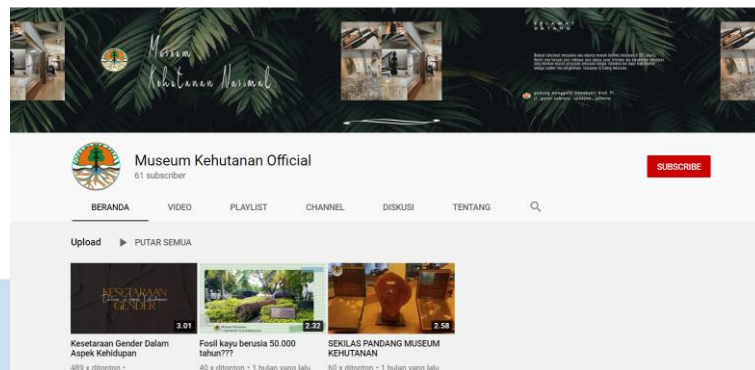 Museum
Kehutanan Nasional
SELAMAT
DATANG
Museum Kehutanan Official
61 subscriber
SUBSCRIBE
BERANDA VIDEO PLAYLIST CHANNEL DISKUSI TENTANG
Upload PUTAR SEMUA
KESETARAAN
GENDER
3.01
2.32
2.58
Kesetaraan Gender Dalam
Aspek Kehidupan
489 x ditonton •
Fosil kayu berusia 50.000
tahun???
40 x ditonton • 1 bulan yang lalu
SEKILAS PANDANG MUSEUM
KEHUTANAN
60 x ditonton • 1 bulan yang lalu